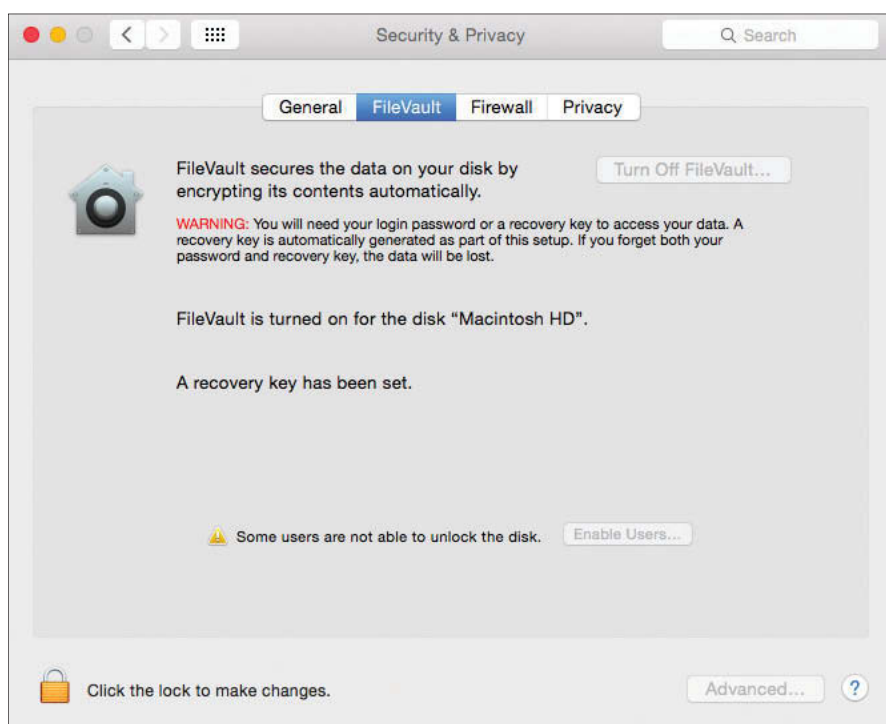 Security & Privacy
Search
General FileVault Firewall Privacy
FileVault secures the data on your disk by
encrypting its contents automatically.
Turn Off FileVault...
WARNING: You will need your login password or a recovery key to access your data. A
recovery key is automatically generated as part of this setup. If you forget both your
password and recovery key, the data will be lost.
FileVault is turned on for the disk “Macintosh HD”.
A recovery key has been set.
Some users are not able to unlock the disk.
Enable Users...
Click the lock to make changes.
Advanced...
?